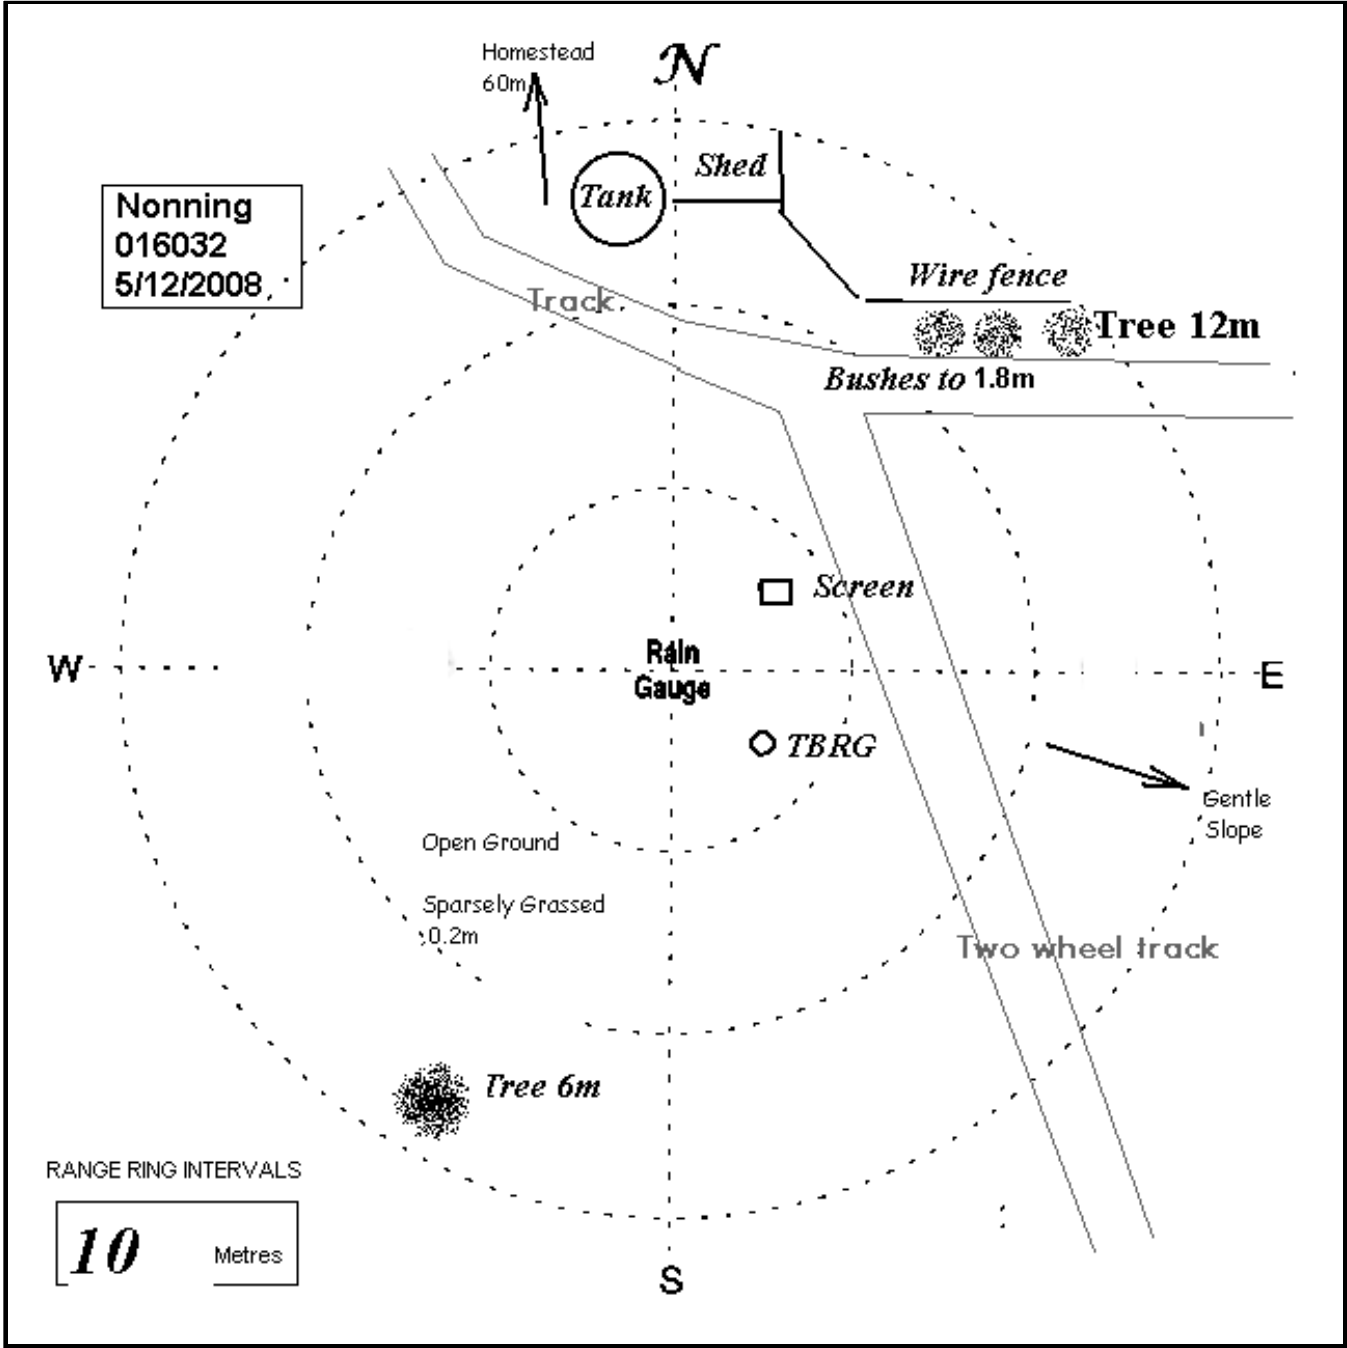 Homestead
60m
N
Shed
Tank
Nonning
016032
5/12/2008
Wire fence
Track
Tree 12m
Bushes to 1.8m
Screen
Rain
Gauge
W
E
TBRG
Gentle
Slope
Open Ground
Sparsely Grassed
0.2m
Two wheel track
Tree 6m
RANGE RING INTERVALS
10 Metres
S